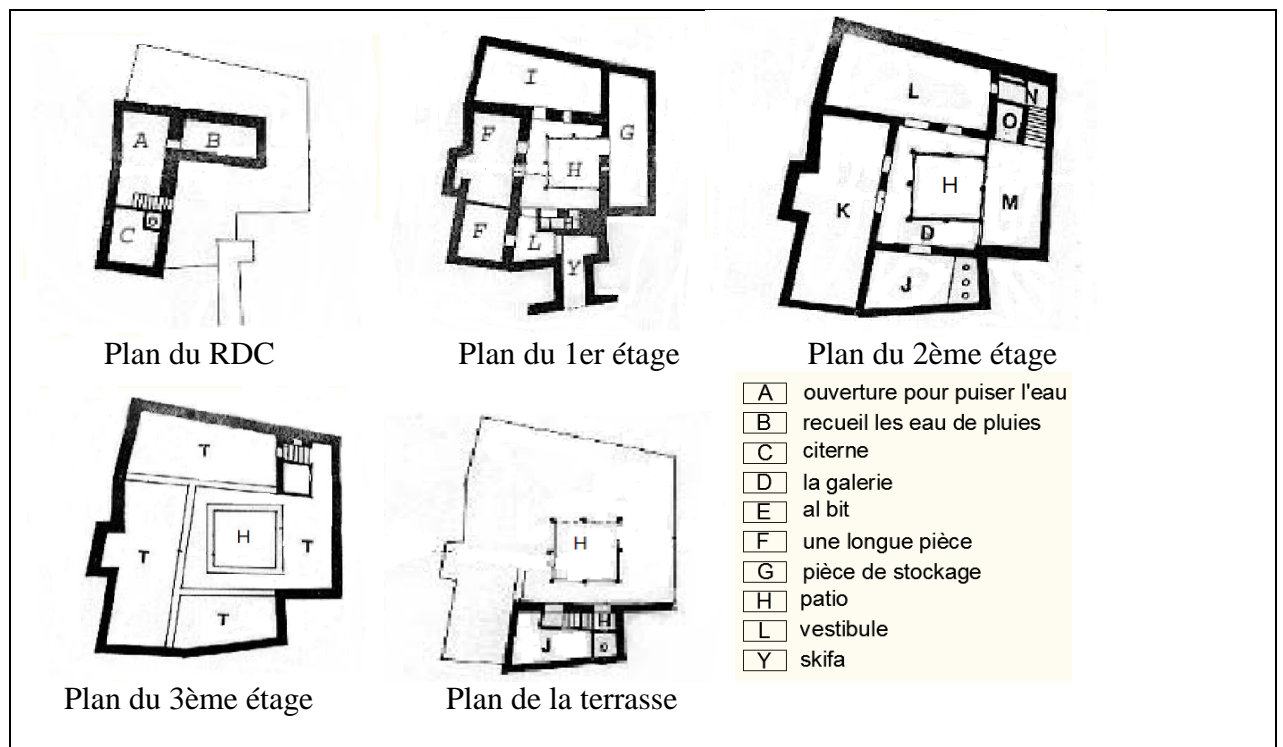 A
B
C
Plan du RDC
I
F
G
H
F
L
Y
Plan du 1er étage
L
N
O
H
K
M
D
J
Plan du 2ème étage
T
H
T
T
T
Plan du 3ème étage
H
H
J
Plan de la terrasse
A ouverture pour puiser l'eau
B recueil les eau de pluies
C citerne
D la galerie
E al bit
F une longue pièce
G pièce de stockage
H patio
L vestibule
Y skifa